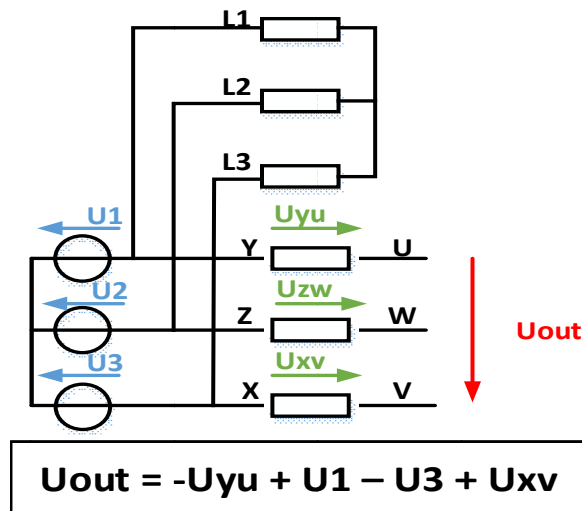 L1
L2
L3
Uyu
U1
Y
U
U2
Uzw
Z
W
Uout
U3
Uxv
X
V
Uout = -Uyu + U1 – U3 + Uxv